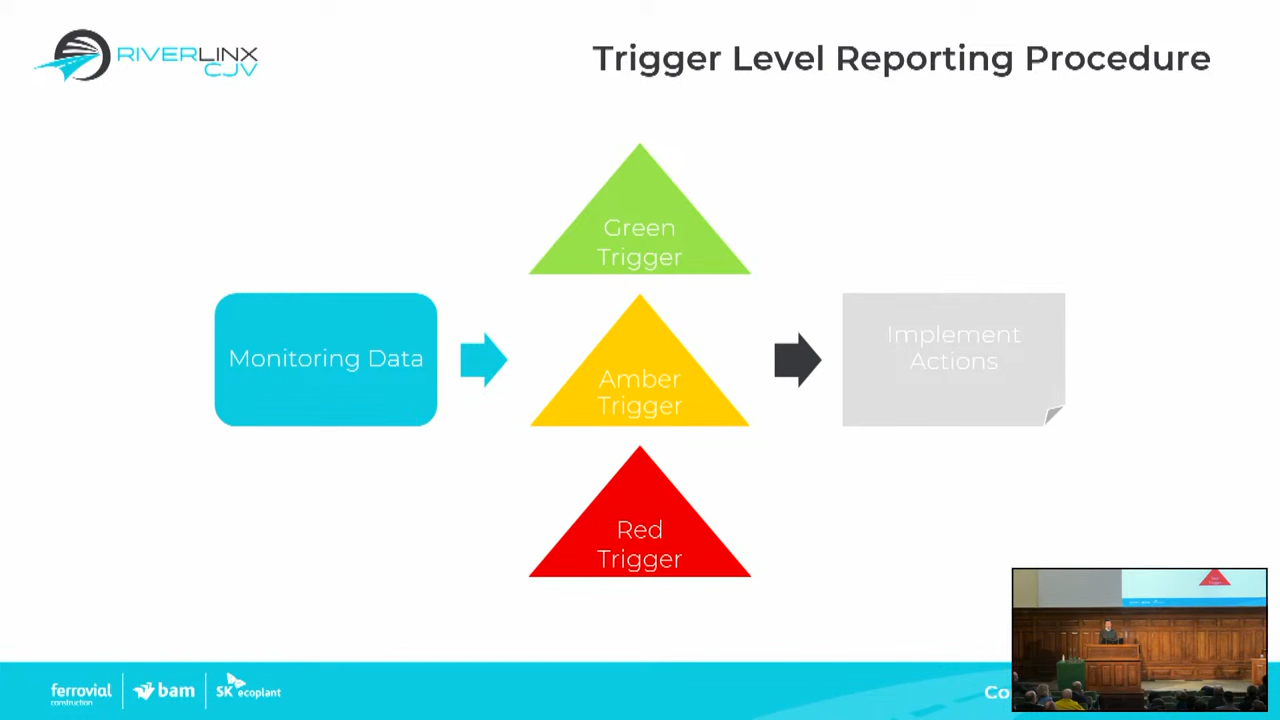 RIVERLINX
CJV
Trigger Level Reporting Procedure
Green
Trigger
Monitoring Data
Amber
Trigger
Implement
Actions
Red
Trigger
ferrovial
construction
bam
SK ecoplant
Co